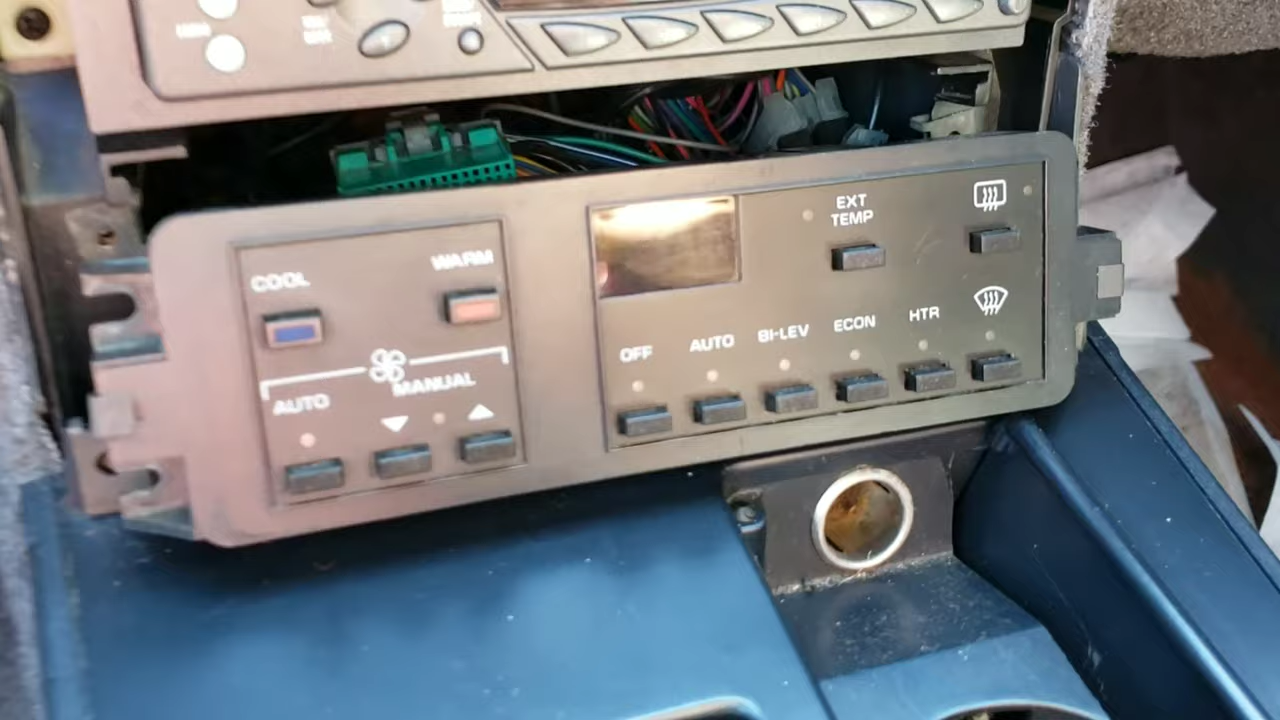 COOL
WARM
AUTO
MANUAL
EXT
TEMP
OFF
AUTO
BI-LEV
ECON
HTR